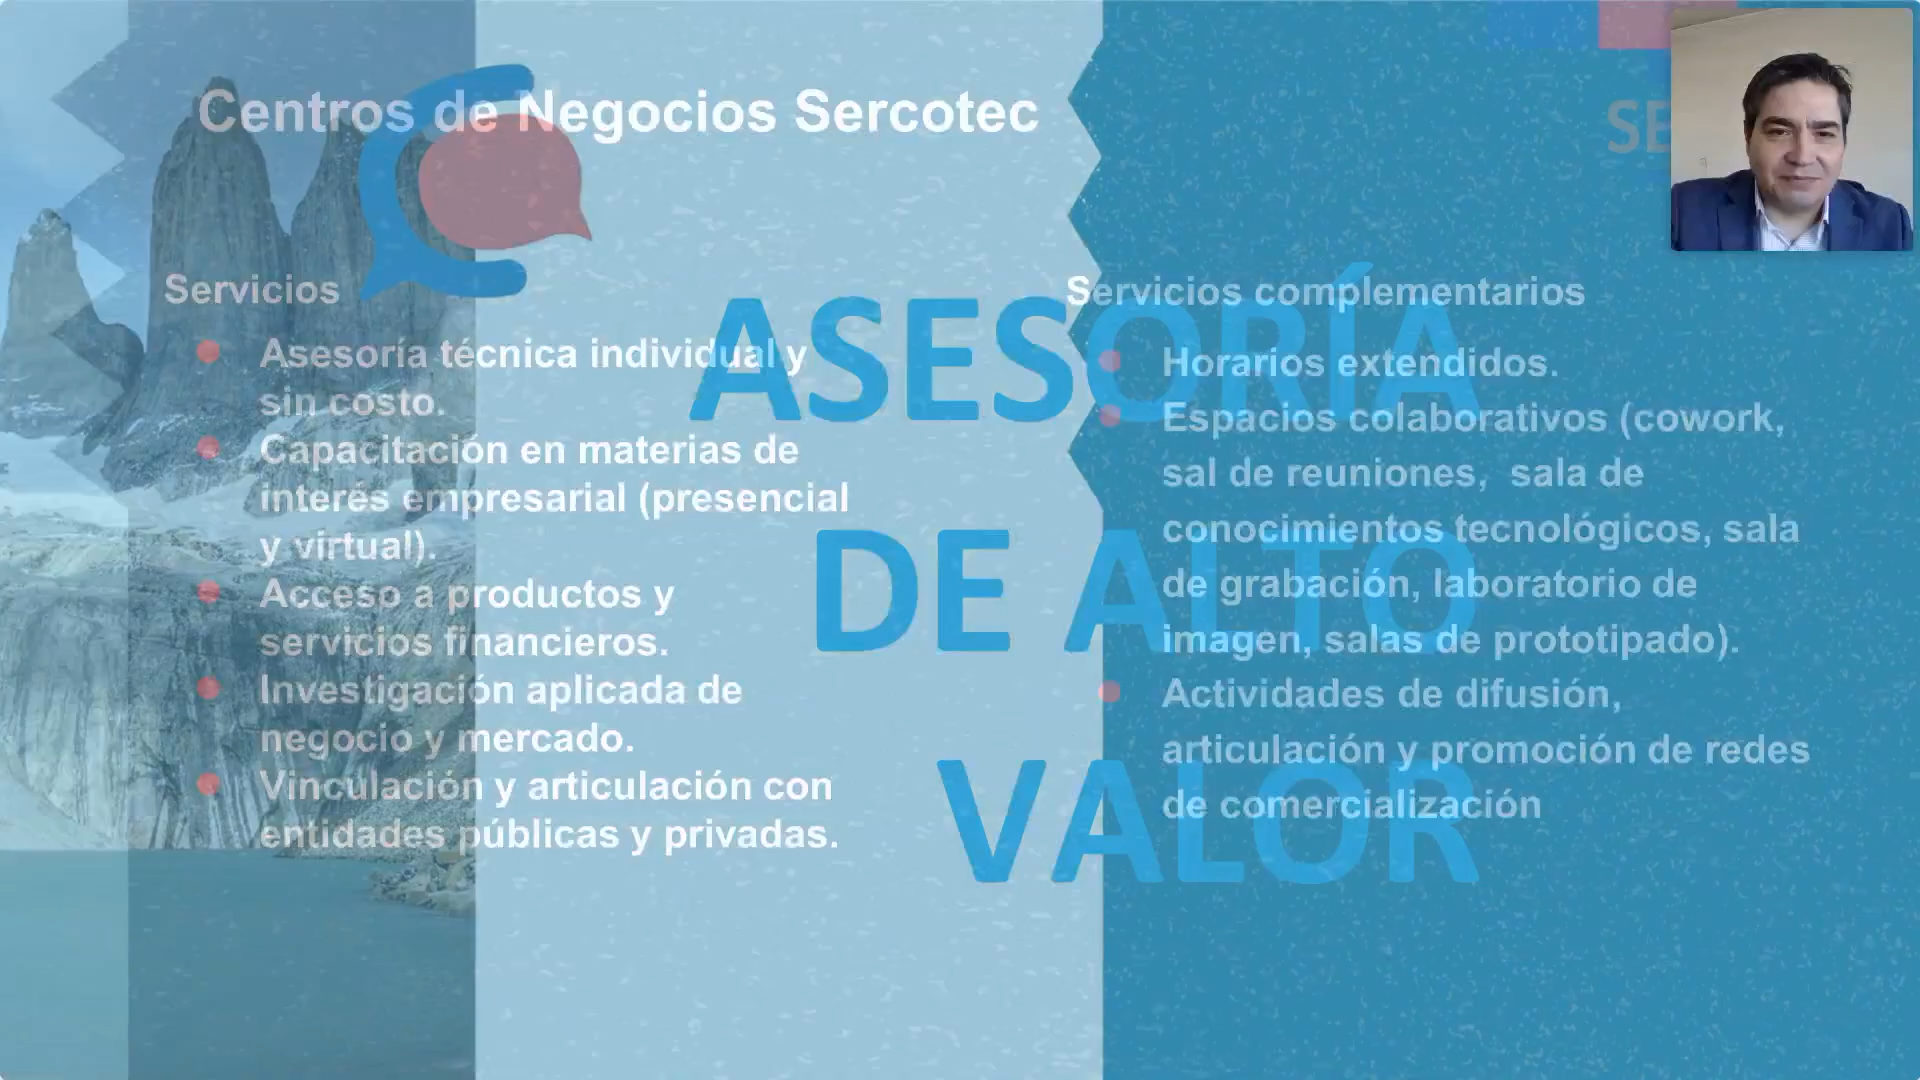 Centros de Negocios Sercotec
SE
Servicios
Asesoría técnica individual y
sin costo.
Capacitación en materias de
interés empresarial (presencial
y virtual).
Acceso a productos y
servicios financieros.
Investigación aplicada de
negocio y mercado.
Vinculación y articulación con
entidades públicas y privadas.
ASESORÍA
DE ALTO
VALOR
Servicios complementarios
Horarios extendidos.
Espacios colaborativos (cowork,
sal de reuniones, sala de
conocimientos tecnológicos, sala
de grabación, laboratorio de
imagen, salas de prototipado).
Actividades de difusión,
articulación y promoción de redes
de comercialización